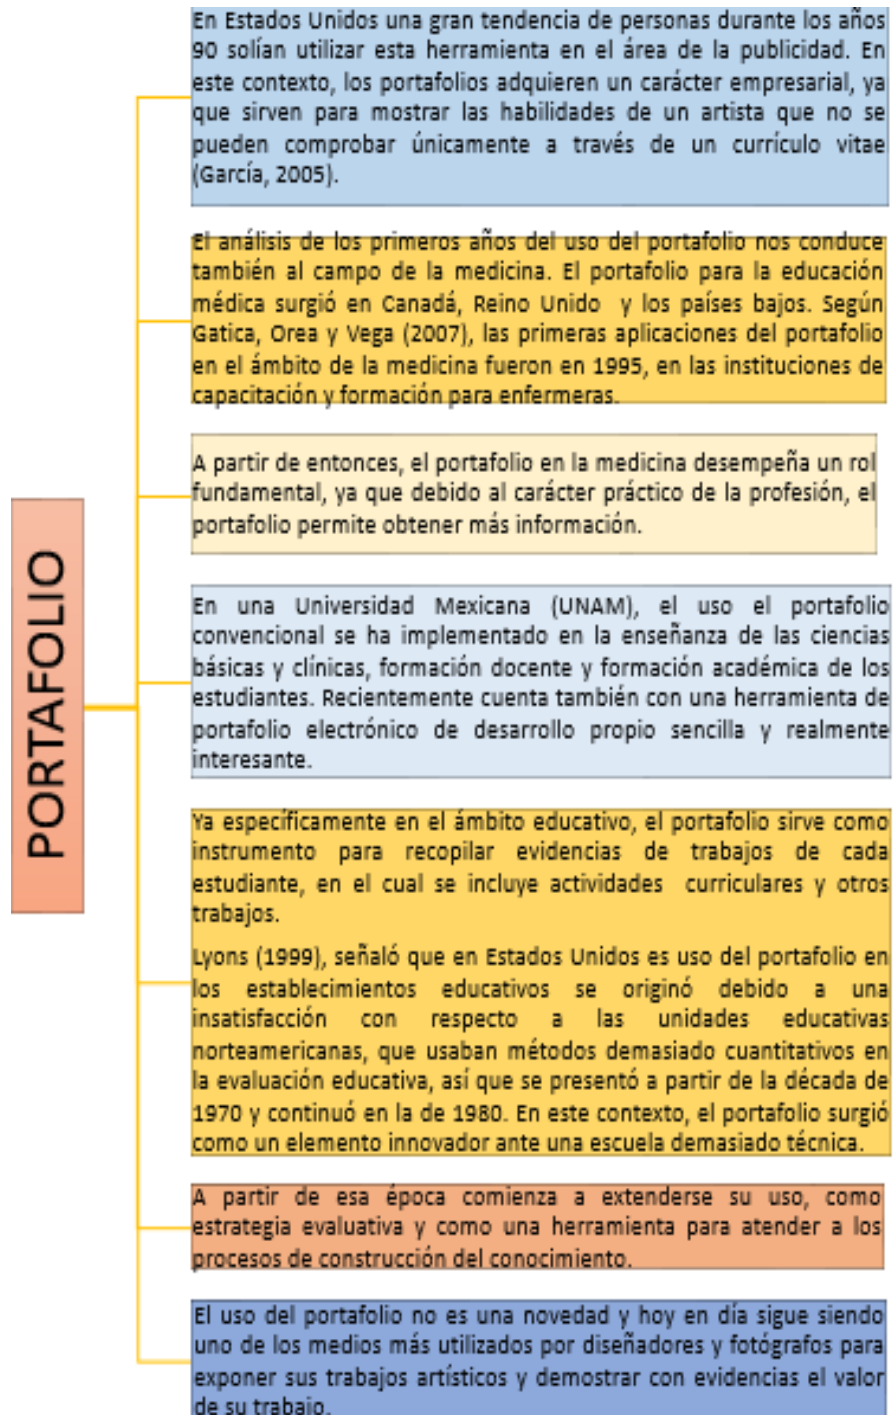 PORTAFOLIO
En Estados Unidos una gran tendencia de personas durante los años
90 solían utilizar esta herramienta en el área de la publicidad. En
este contexto, los portafolios adquieren un carácter empresarial, ya
que sirven para mostrar las habilidades de un artista que no se
pueden comprobar únicamente a través de un currículo vitae
(García, 2005).
El análisis de los primeros años del uso del portafolio nos conduce
también al campo de la medicina. El portafolio para la educación
médica surgió en Canadá, Reino Unido y los países bajos. Según
Gatica, Orea y Vega (2007), las primeras aplicaciones del portafolio
en el ámbito de la medicina fueron en 1995, en las instituciones de
capacitación y formación para enfermeras.
A partir de entonces, el portafolio en la medicina desempeña un rol
fundamental, ya que debido al carácter práctico de la profesión, el
portafolio permite obtener más información.
En una Universidad Mexicana (UNAM), el uso el portafolio
convencional se ha implementado en la enseñanza de las ciencias
básicas y clínicas, formación docente y formación académica de los
estudiantes. Recientemente cuenta también con una herramienta de
portafolio electrónico de desarrollo propio sencilla y realmente
interesante.
Ya específicamente en el ámbito educativo, el portafolio sirve como
instrumento para recopilar evidencias de trabajos de cada
estudiante, en el cual se incluye actividades curriculares y otros
trabajos.
Lyons (1999), señaló que en Estados Unidos es uso del portafolio en
los establecimientos educativos se originó debido a una
insatisfacción con respecto a las unidades educativas
norteamericanas, que usaban métodos demasiado cuantitativos en
la evaluación educativa, así que se presentó a partir de la década de
1970 y continuó en la de 1980. En este contexto, el portafolio surgió
como un elemento innovador ante una escuela demasiado técnica.
A partir de esa época comienza a extenderse su uso, como
estrategia evaluativa y como una herramienta para atender a los
procesos de construcción del conocimiento.
El uso del portafolio no es una novedad y hoy en día sigue siendo
uno de los medios más utilizados por diseñadores y fotógrafos para
exponer sus trabajos artísticos y demostrar con evidencias el valor
de su trabajo.